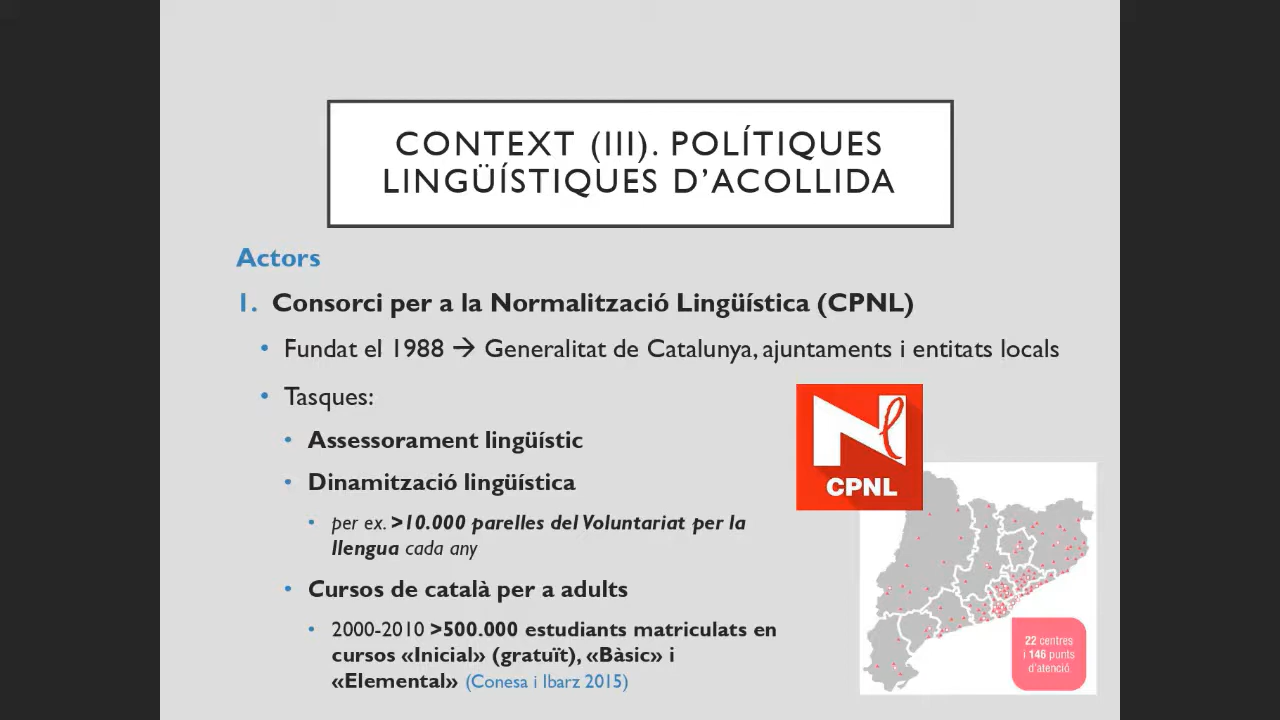 CONTEXT (III). POLÍTIQUES
LINGÜÍSTIQUES D’ACOLLIDA
Actors
1. Consorci per a la Normalització Lingüística (CPNL)
• Fundat el 1988 → Generalitat de Catalunya, ajuntaments i entitats locals
• Tasques:
• Assessorament lingüístic
• Dinamització lingüística
• per ex. >10.000 parelles del Voluntariat per la
llengua cada any
• Cursos de català per a adults
• 2000-2010 >500.000 estudiants matriculats en
cursos «Inicial» (gratuït), «Bàsic» i
«Elemental» (Conesa i Ibarz 2015)
Nl
CPNL
22 centres
i 146 punts
d’atenció